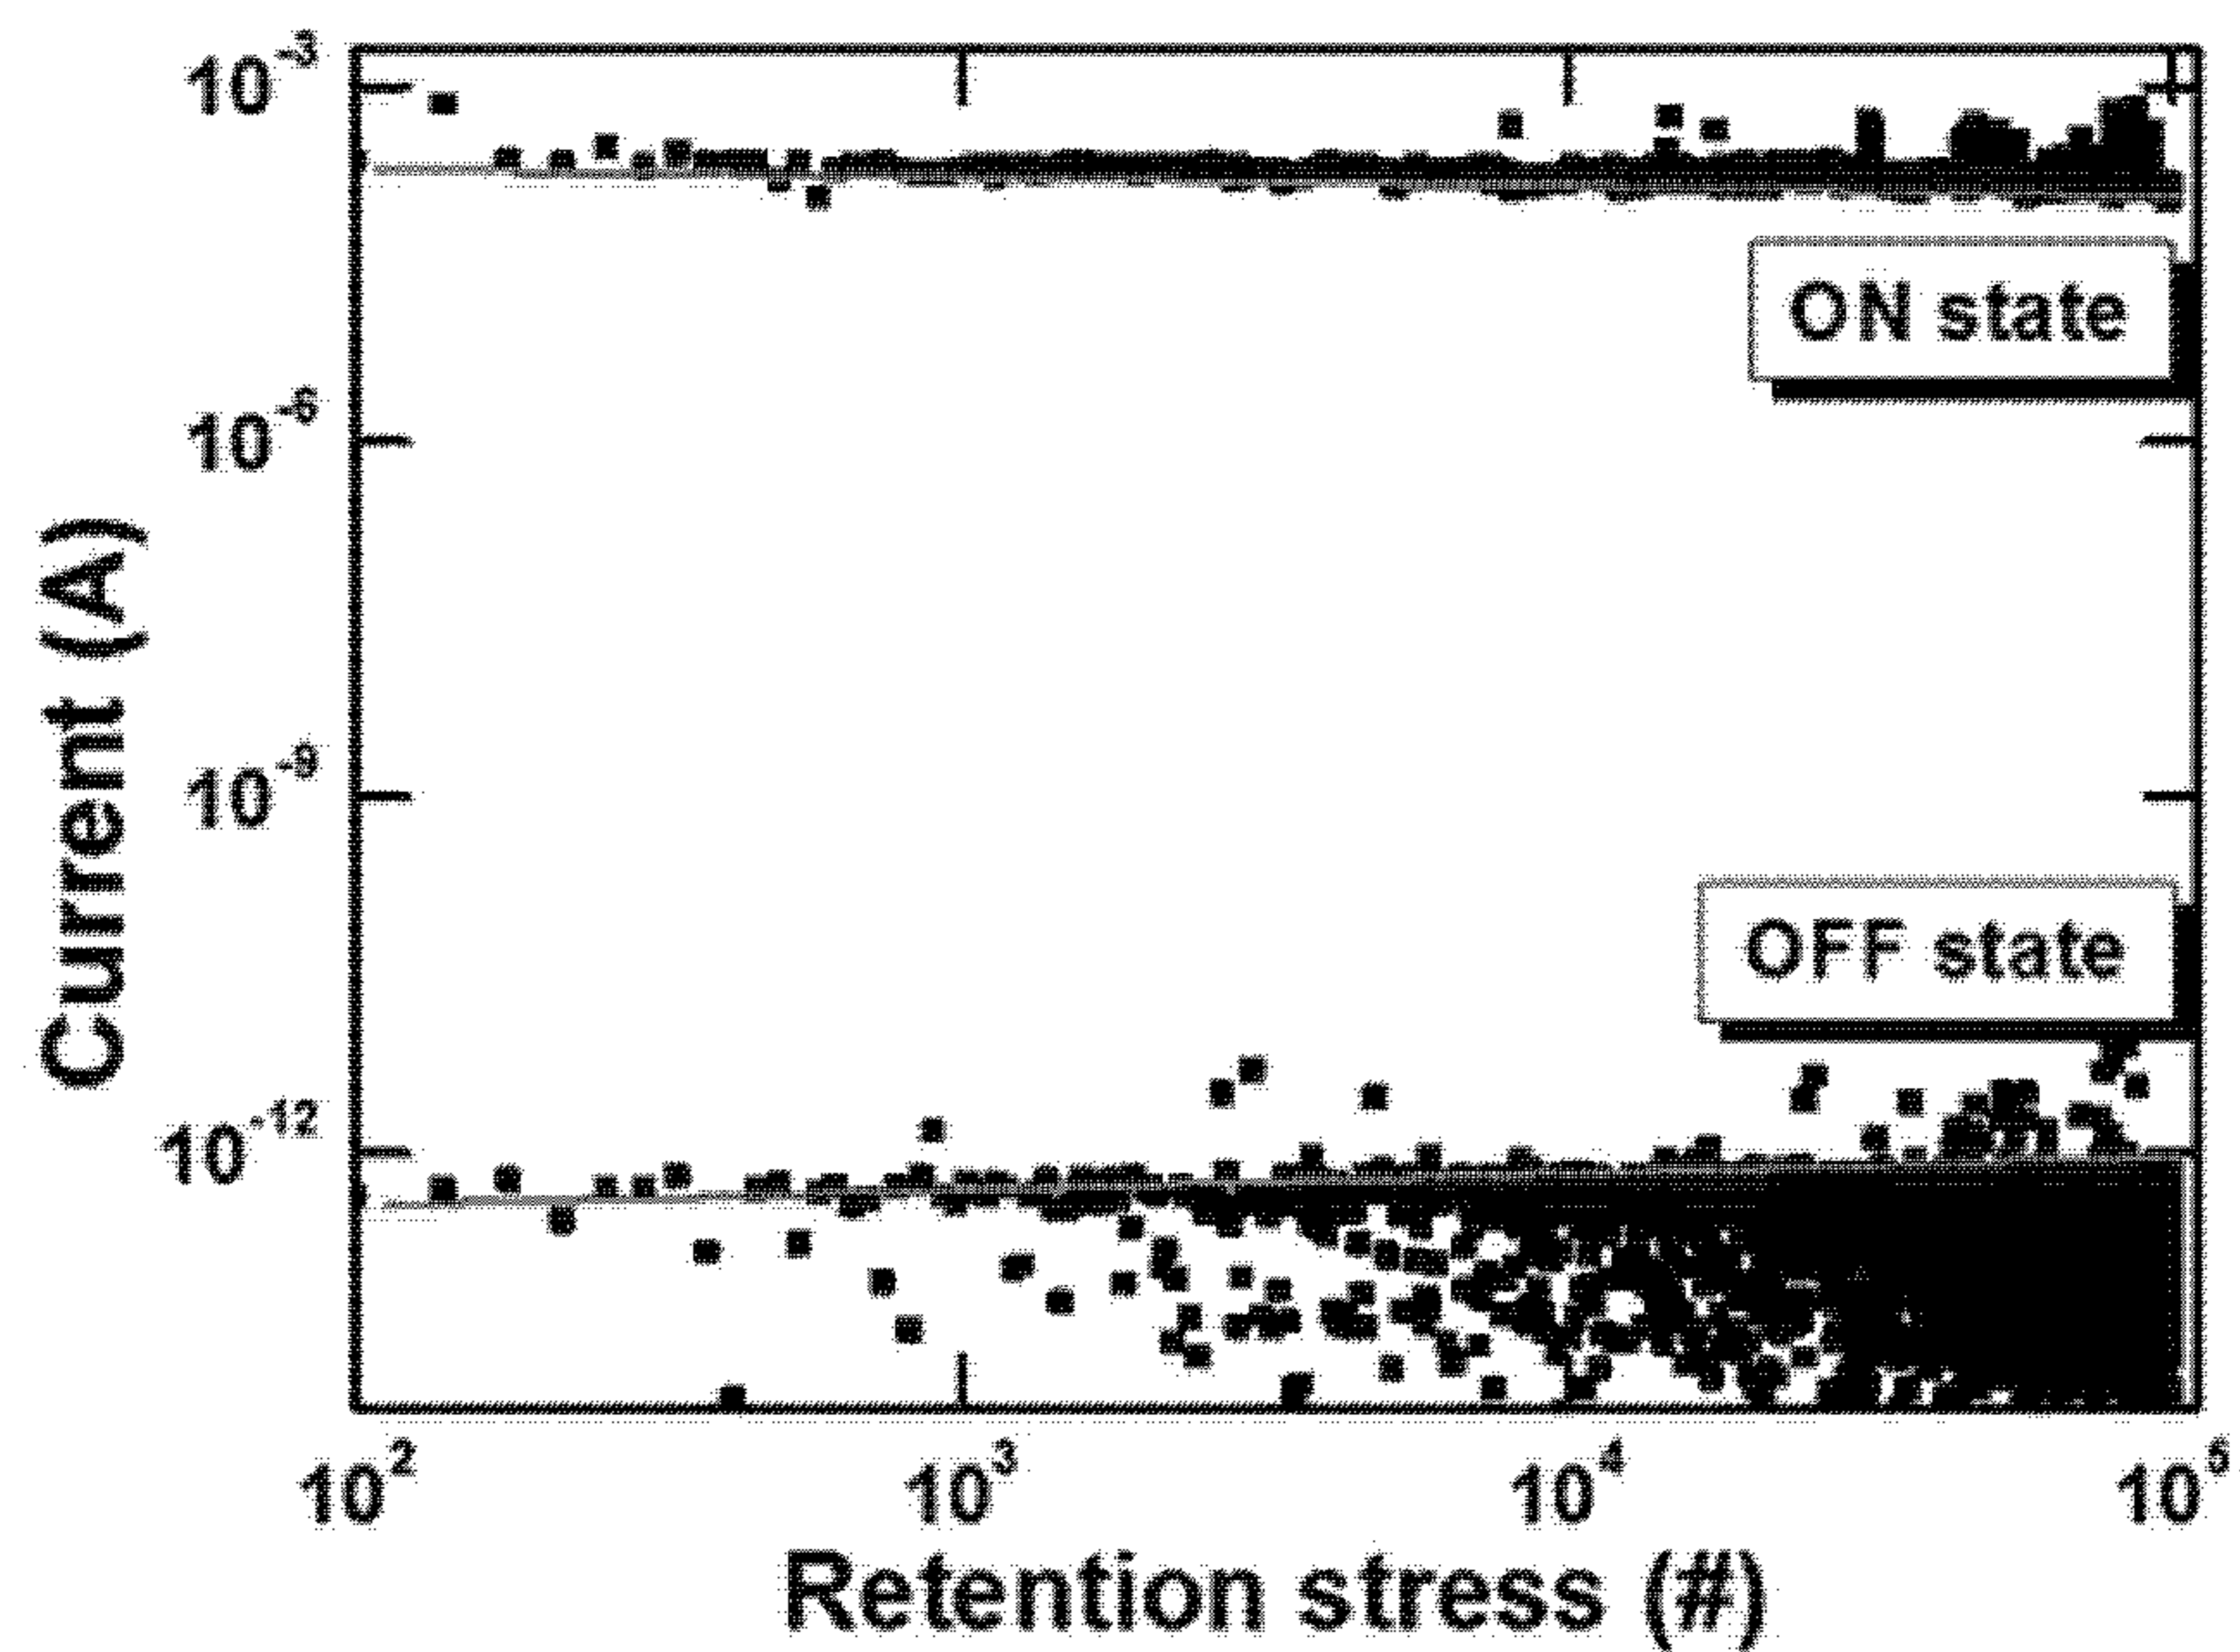 10⁻³
10⁻⁶
10⁻⁹
10⁻¹²
Current (A)
ON state
OFF state
10² 10³ 10⁴ 10⁵
Retention stress (#)